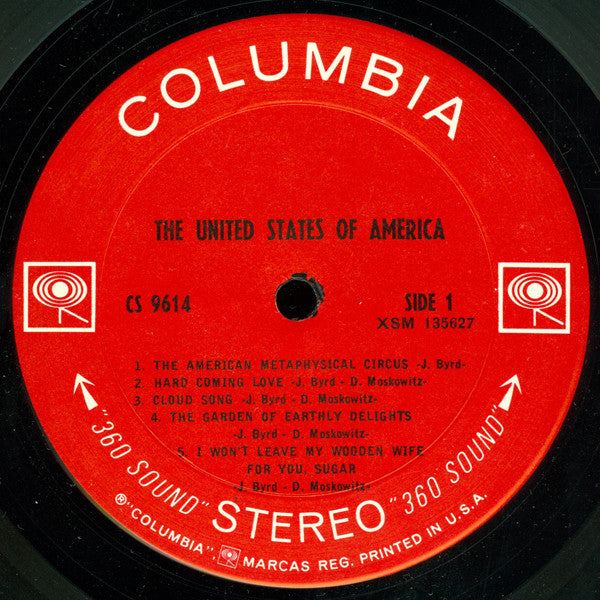 COLUMBIA
THE UNITED STATES OF AMERICA
CS 9614
SIDE 1
XSM 135627
1. THE AMERICAN METAPHYSICAL CIRCUS -J. Byrd-
2. HARD COMING LOVE -J. Byrd - D. Moskowitz-
3. CLOUD SONG -J. Byrd - D. Moskowitz-
4. THE GARDEN OF EARTHLY DELIGHTS
-J. Byrd - D. Moskowitz-
5. I WON'T LEAVE MY WOODEN WIFE
FOR YOU, SUGAR
-J. Byrd - D. Moskowitz-
"360 SOUND" STEREO "360 SOUND"
® "COLUMBIA", MARCAS REG. PRINTED IN U.S.A.